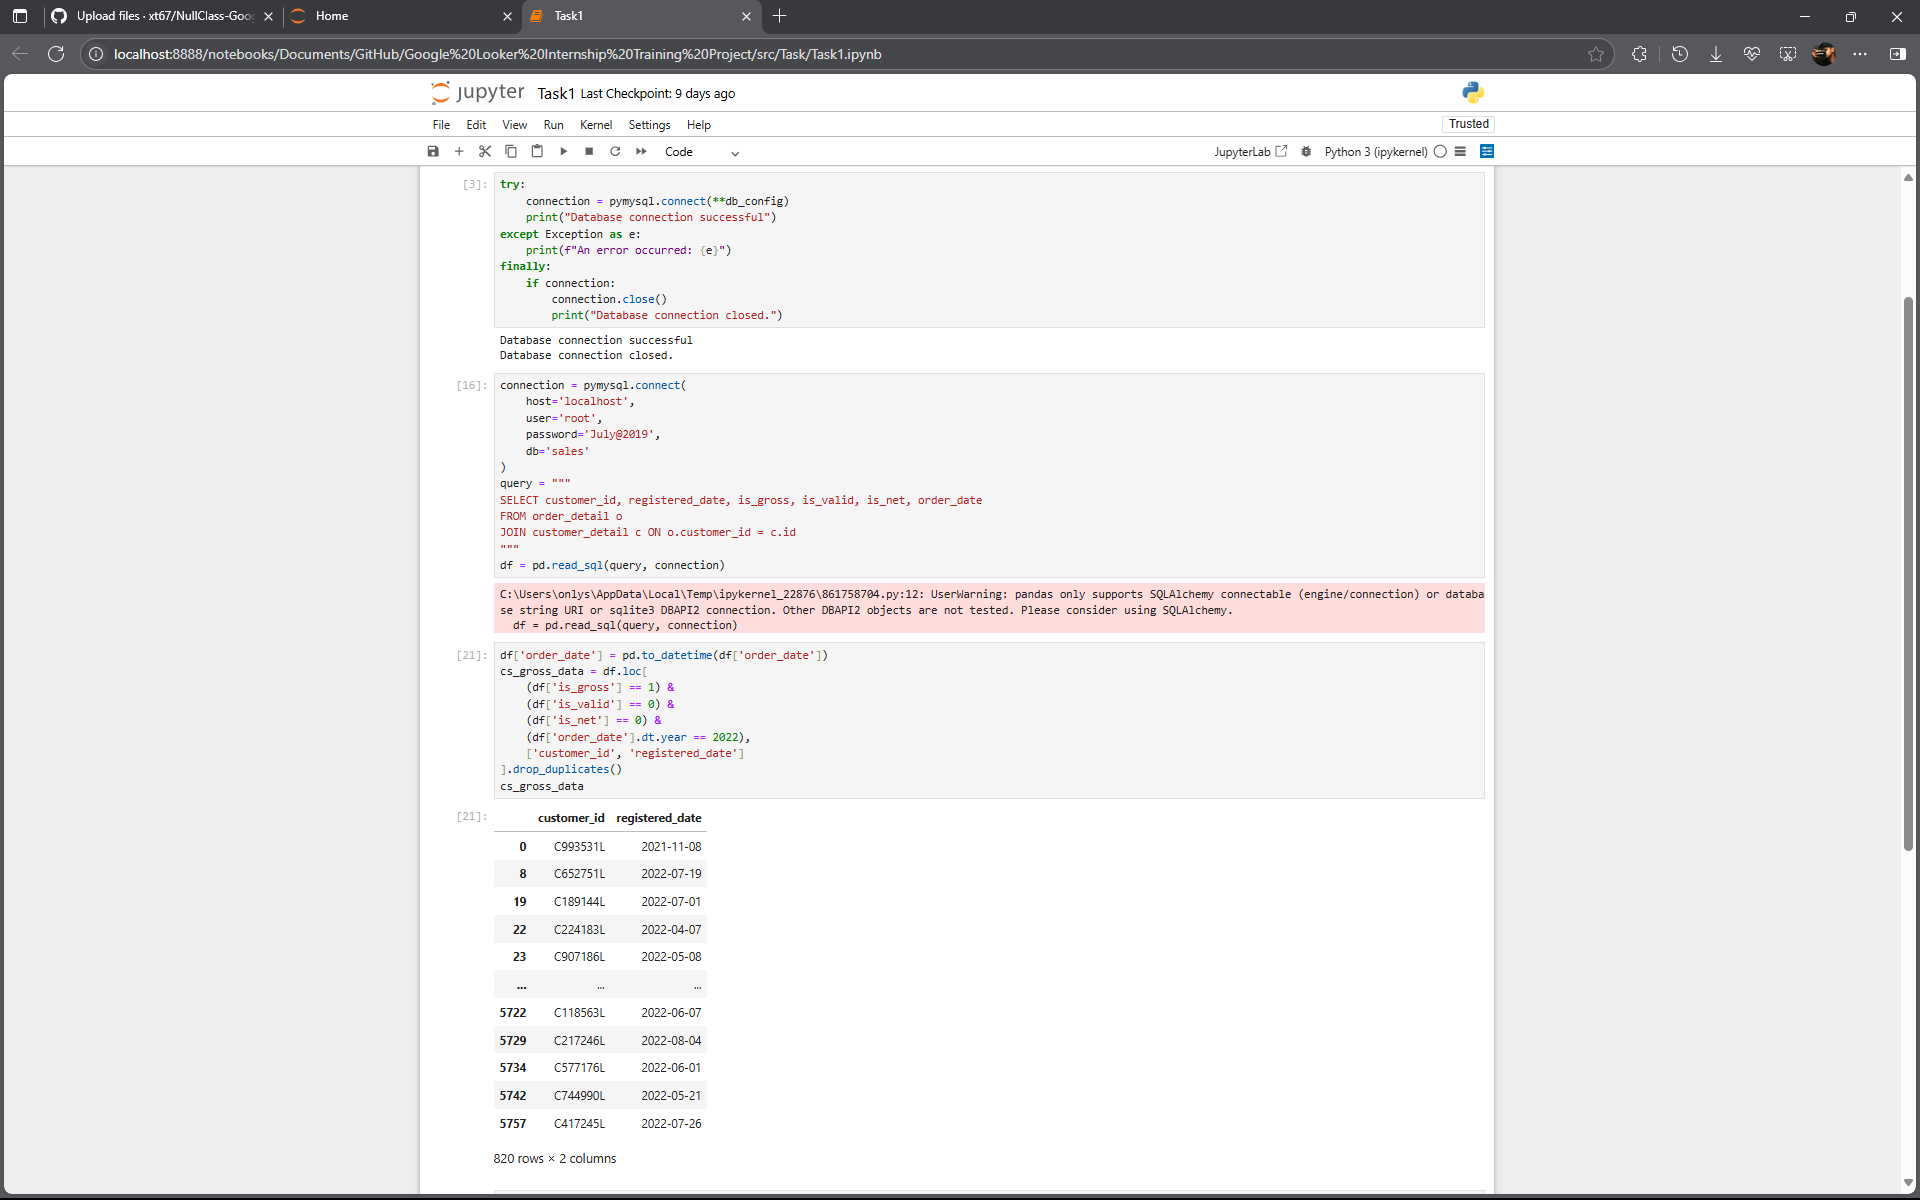 Upload files · xt67/NullClass-Goo
Home
Task1
localhost:8888/notebooks/Documents/GitHub/Google%20Looker%20Internship%20Training%20Project/src/Task/Task1.ipynb
jupyter Task1 Last Checkpoint: 9 days ago
File Edit View Run Kernel Settings Help
Trusted
Code
JupyterLab
Python 3 (ipykernel)
[3]:
try:
    connection = pymysql.connect(**db_config)
    print("Database connection successful")
except Exception as e:
    print(f"An error occurred: {e}")
finally:
    if connection:
        connection.close()
        print("Database connection closed.")
Database connection successful
Database connection closed.
[16]:
connection = pymysql.connect(
    host='localhost',
    user='root',
    password='July@2019',
    db='sales'
)
query = """
SELECT customer_id, registered_date, is_gross, is_valid, is_net, order_date
FROM order_detail o
JOIN customer_detail c ON o.customer_id = c.id
"""
df = pd.read_sql(query, connection)
C:\Users\onlys\AppData\Local\Temp\ipykernel_22876\861758704.py:12: UserWarning: pandas only supports SQLAlchemy connectable (engine/connection) or databa
se string URI or sqlite3 DBAPI2 connection. Other DBAPI2 objects are not tested. Please consider using SQLAlchemy.
  df = pd.read_sql(query, connection)
[21]:
df['order_date'] = pd.to_datetime(df['order_date'])
cs_gross_data = df.loc[
    (df['is_gross'] == 1) &
    (df['is_valid'] == 0) &
    (df['is_net'] == 0) &
    (df['order_date'].dt.year == 2022),
    ['customer_id', 'registered_date']
].drop_duplicates()
cs_gross_data
[21]:
customer_id registered_date
0 C993531L 2021-11-08
8 C652751L 2022-07-19
19 C189144L 2022-07-01
22 C224183L 2022-04-07
23 C907186L 2022-05-08
... ... ...
5722 C118563L 2022-06-07
5729 C217246L 2022-08-04
5734 C577176L 2022-06-01
5742 C744990L 2022-05-21
5757 C417245L 2022-07-26
820 rows × 2 columns